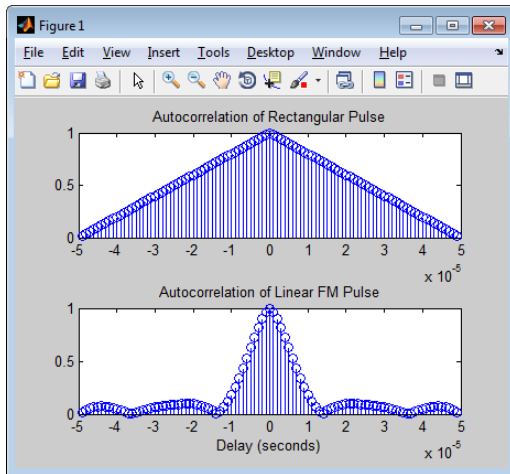 Figure 1
File Edit View Insert Tools Desktop Window Help
Autocorrelation of Rectangular Pulse
1
0.5
0
-5 -4 -3 -2 -1 0 1 2 3 4 5
x 10^-5
Autocorrelation of Linear FM Pulse
1
0.5
0
-5 -4 -3 -2 -1 0 1 2 3 4 5
Delay (seconds)
x 10^-5